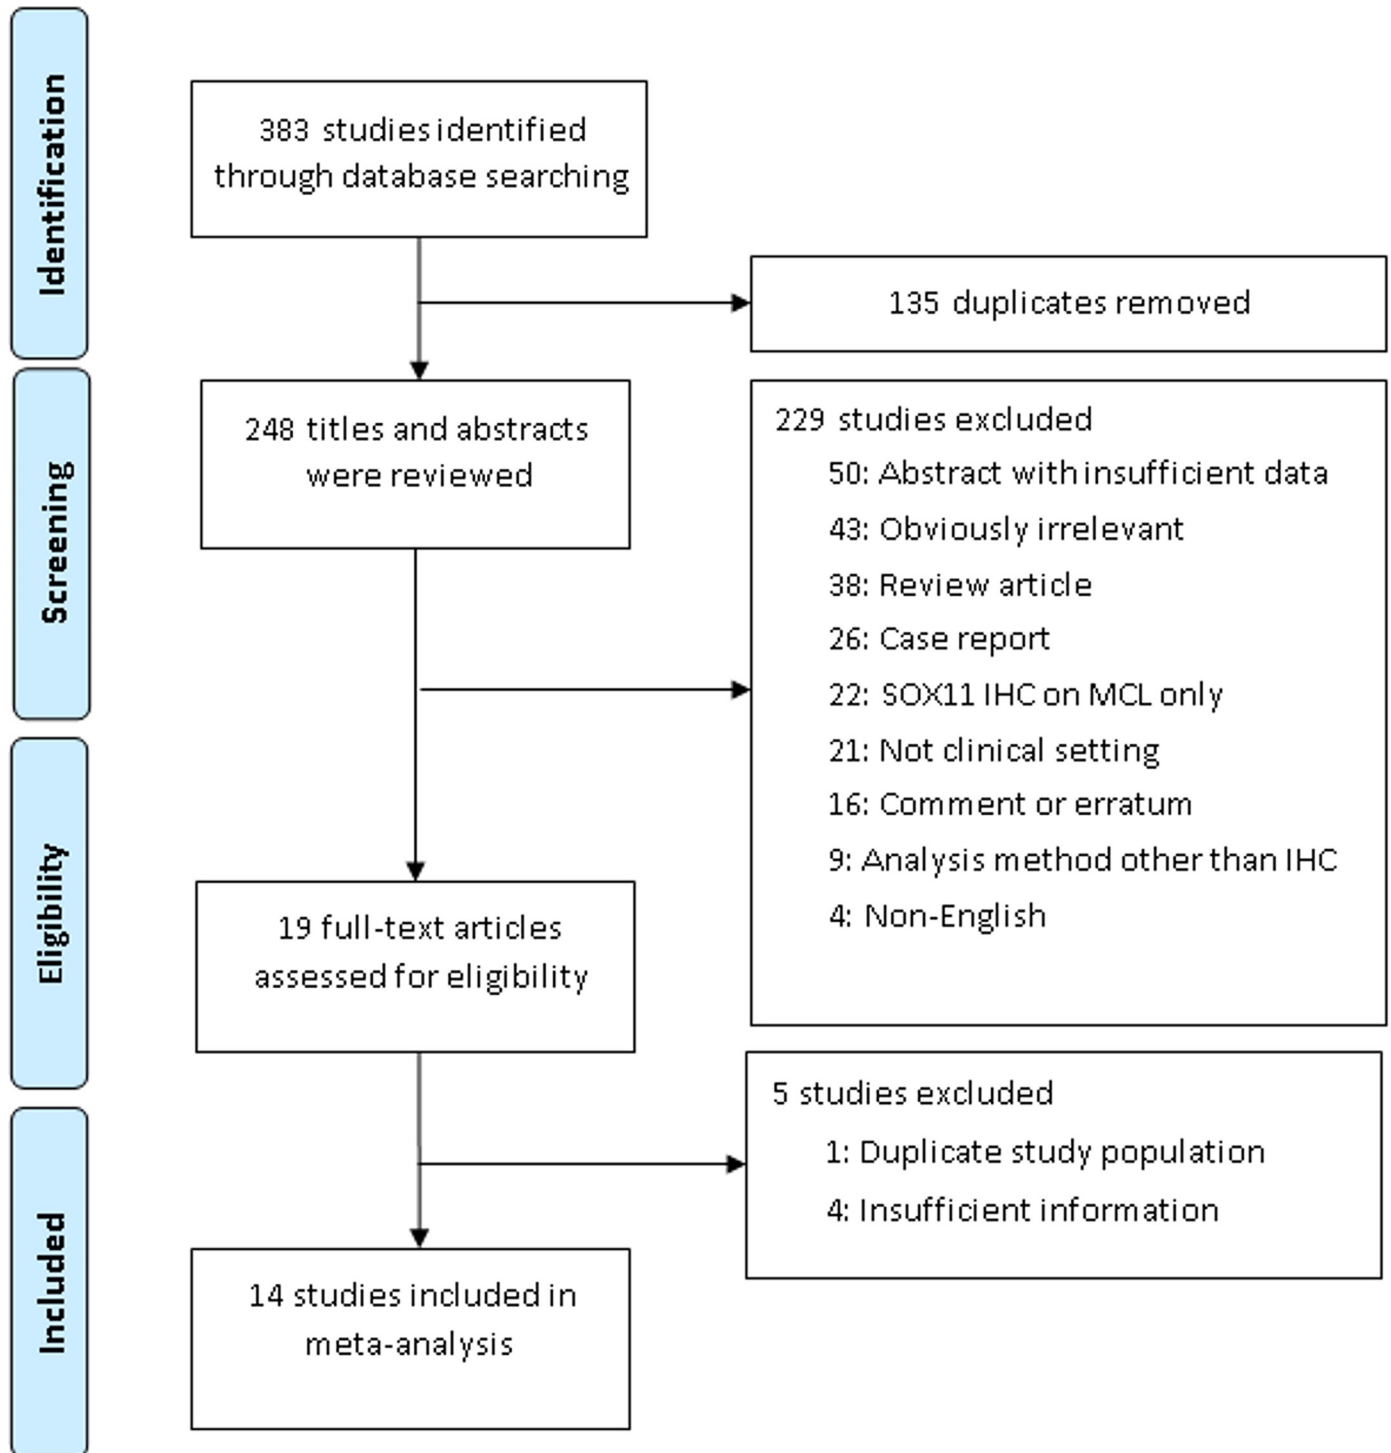 Identification
383 studies identified
through database searching
135 duplicates removed
Screening
248 titles and abstracts
were reviewed
229 studies excluded
50: Abstract with insufficient data
43: Obviously irrelevant
38: Review article
26: Case report
22: SOX11 IHC on MCL only
21: Not clinical setting
16: Comment or erratum
9: Analysis method other than IHC
4: Non-English
Eligibility
19 full-text articles
assessed for eligibility
5 studies excluded
1: Duplicate study population
4: Insufficient information
Included
14 studies included in
meta-analysis